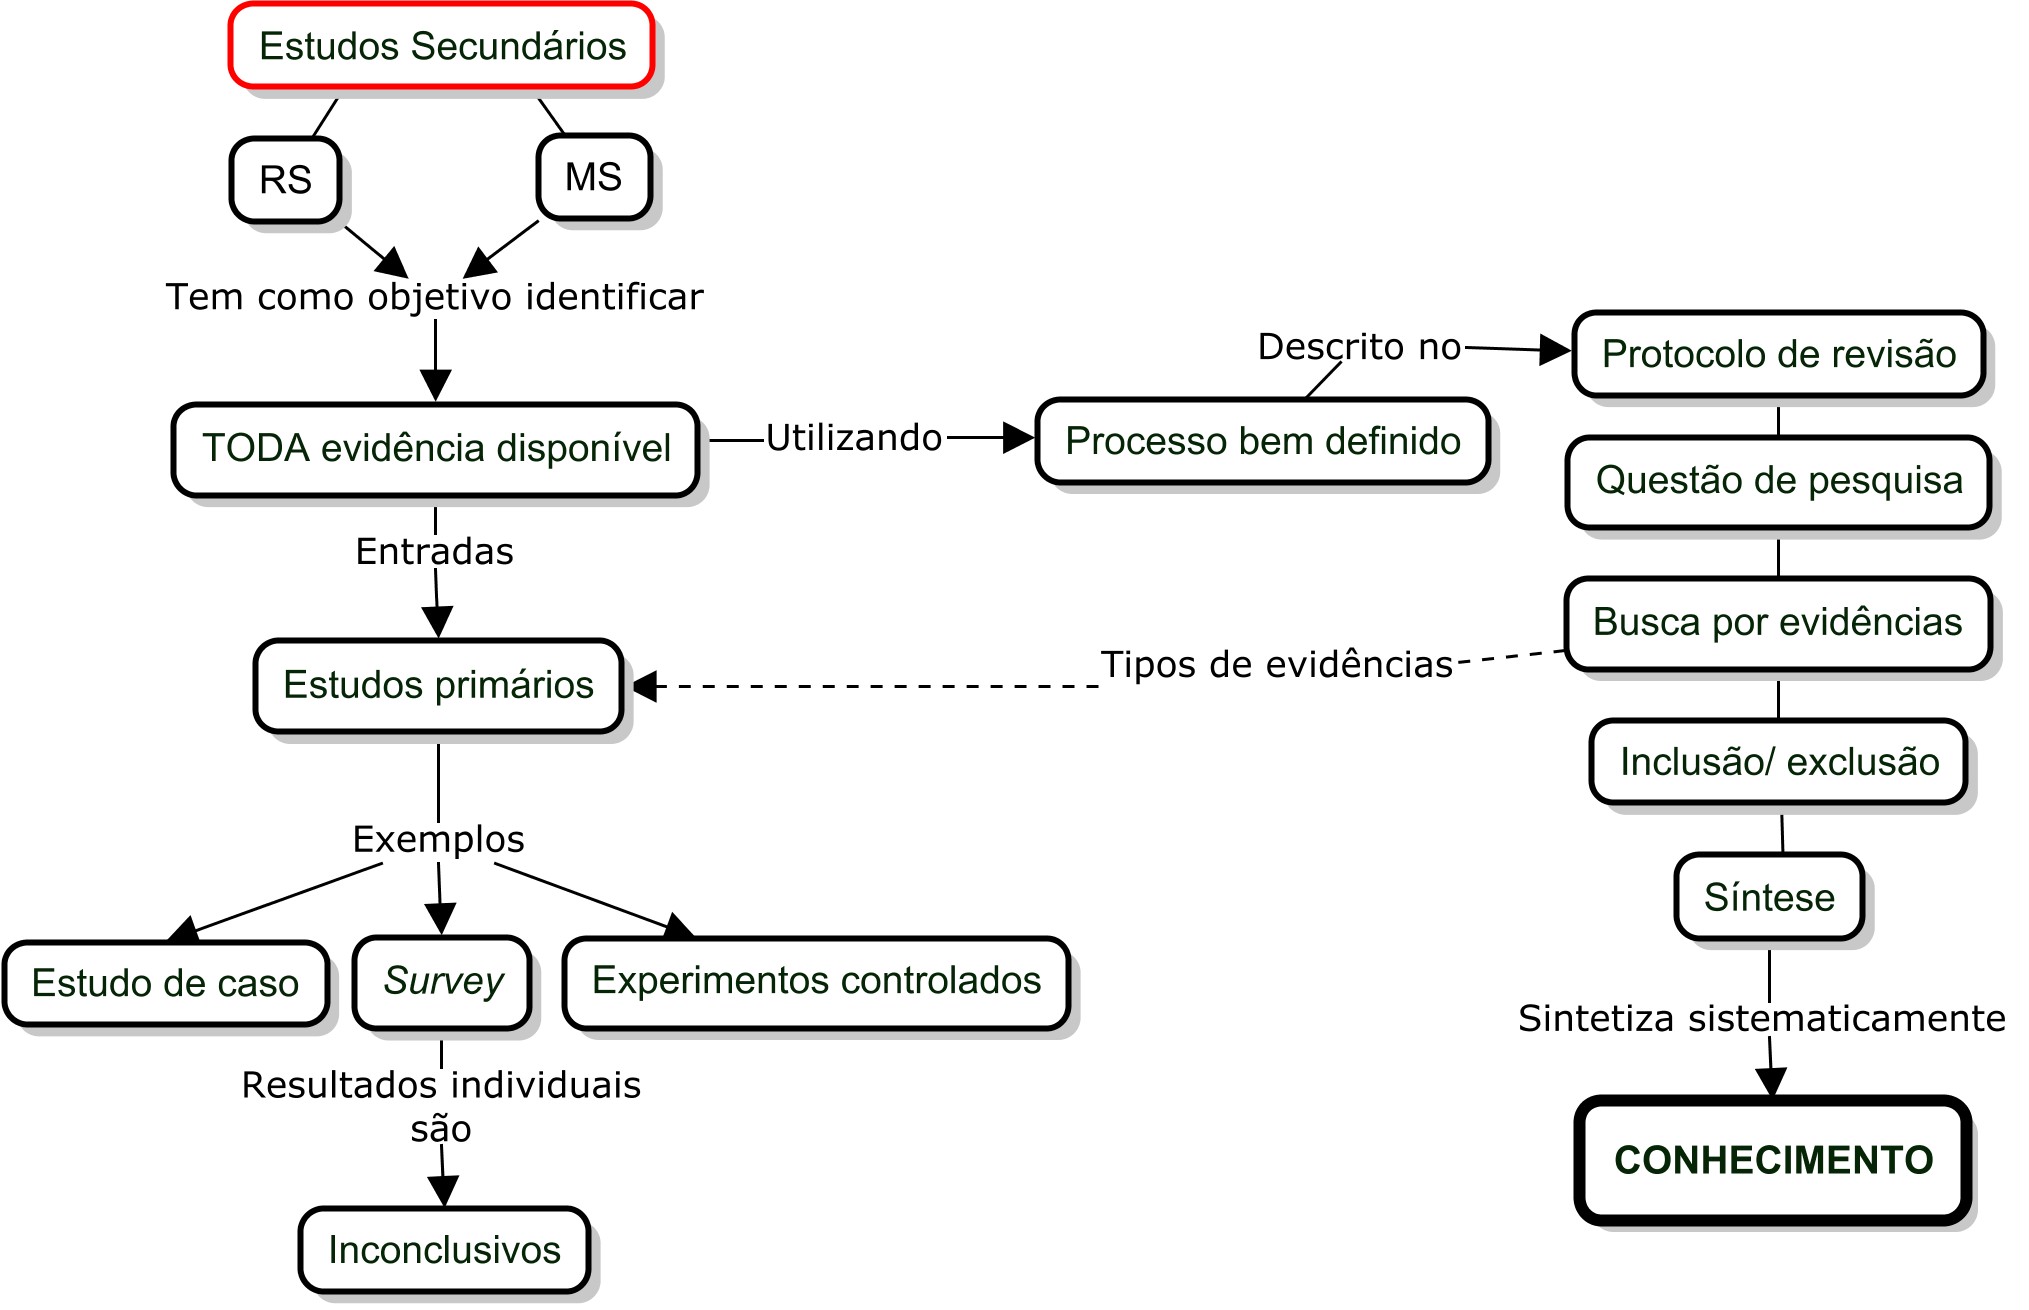 Estudos Secundários
RS
MS
Tem como objetivo identificar
TODA evidência disponível
Utilizando
Processo bem definido
Descrito no
Protocolo de revisão
Questão de pesquisa
Busca por evidências
Tipos de evidências
Inclusão/ exclusão
Síntese
Sintetiza sistematicamente
CONHECIMENTO
Entradas
Estudos primários
Exemplos
Estudo de caso
Survey
Experimentos controlados
Resultados individuais
são
Inconclusivos